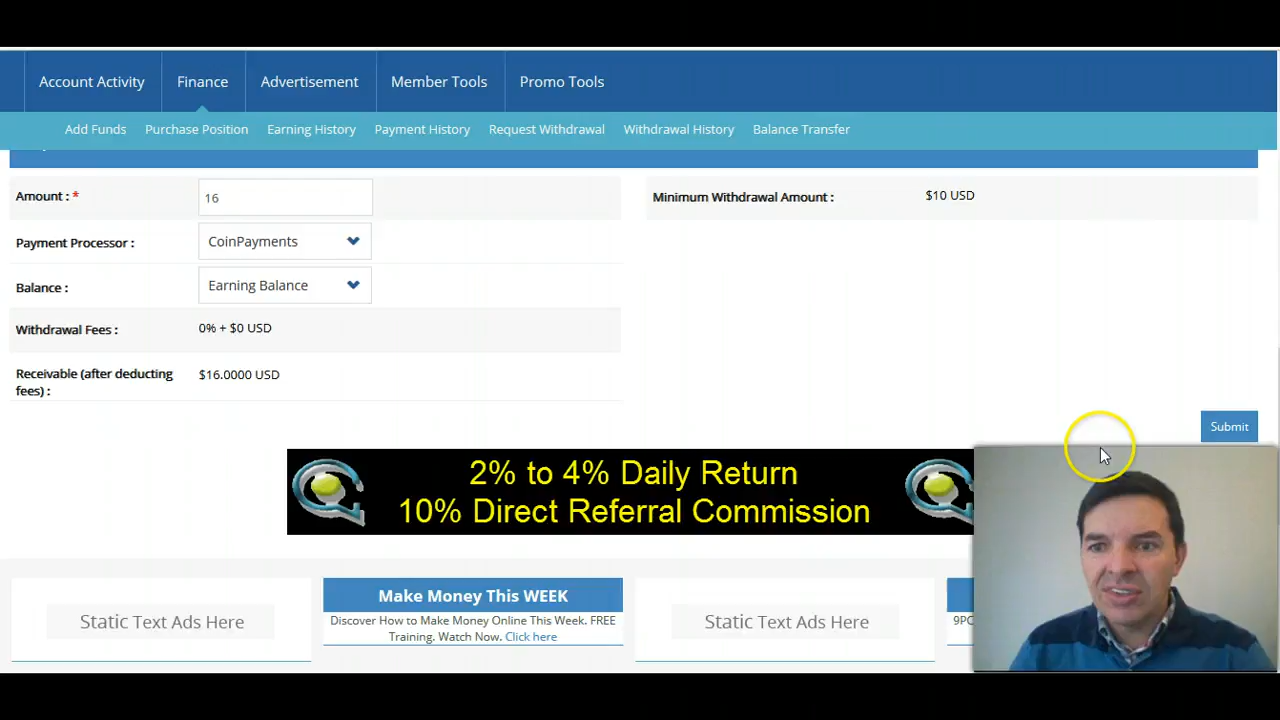 Account Activity
Finance
Advertisement
Member Tools
Promo Tools
Add Funds
Purchase Position
Earning History
Payment History
Request Withdrawal
Withdrawal History
Balance Transfer
Amount : *
16
Minimum Withdrawal Amount :
$10 USD
Payment Processor :
CoinPayments
Balance :
Earning Balance
Withdrawal Fees :
0% + $0 USD
Receivable (after deducting
fees) :
$16.0000 USD
Submit
2% to 4% Daily Return
10% Direct Referral Commission
Static Text Ads Here
Make Money This WEEK
Discover How to Make Money Online This Week. FREE
Training. Watch Now. Click here
Static Text Ads Here